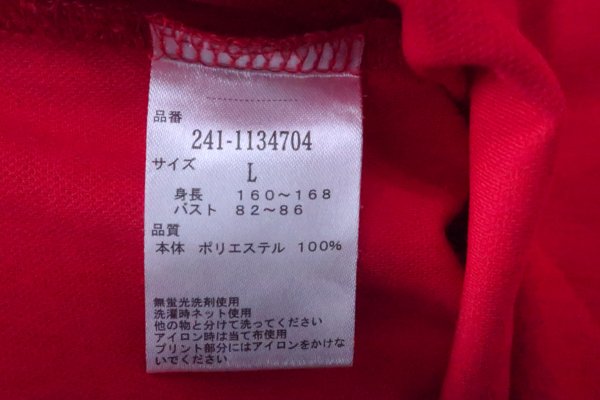 品番
241-1134704
サイズ
L
身長 160～168
バスト 82～86
品質
本体 ポリエステル 100%
無蛍光洗剤使用
洗濯時ネット使用
他の物と分けて洗ってください
アイロン時は当て布使用
プリント部分にはアイロンをかけな
いでください